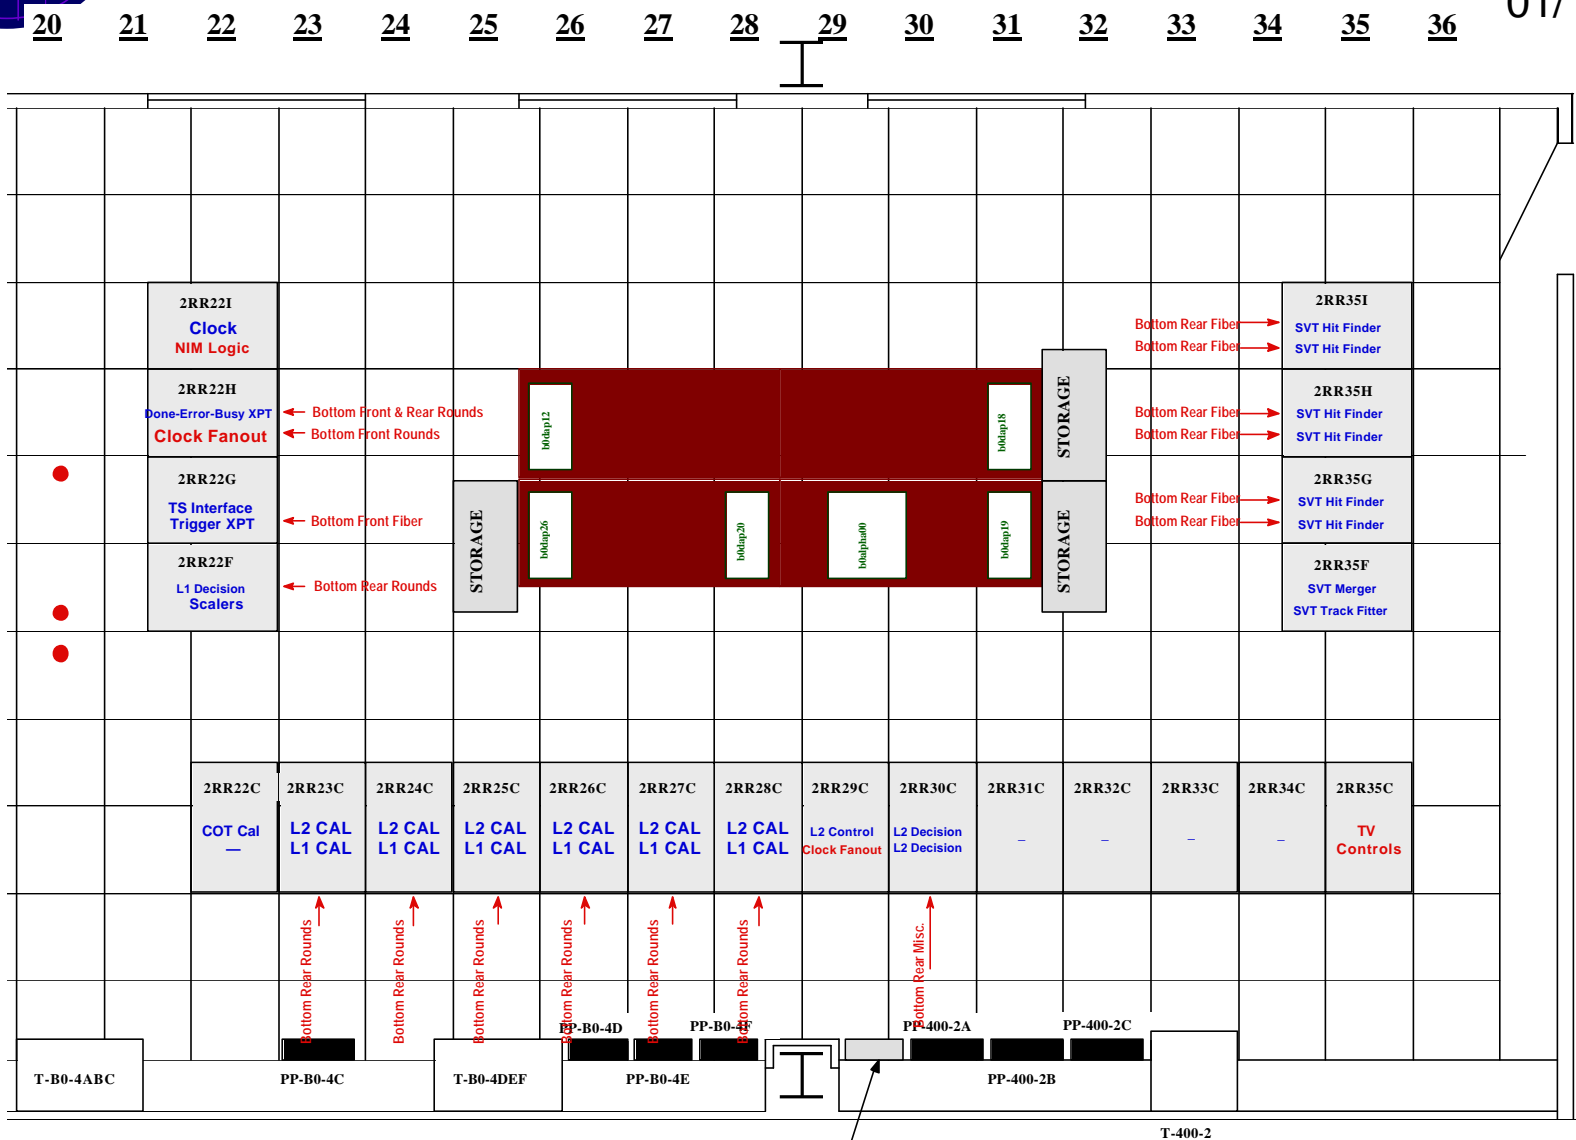 01/
20 21 22 23 24 25 26 27 28 29 30 31 32 33 34 35 36
2RR22I
Clock
NIM Logic
2RR22H
Done-Error-Busy XPT
Clock Fanout
Bottom Front & Rear Rounds
Bottom Front Rounds
2RR22G
TS Interface
Trigger XPT
Bottom Front Fiber
2RR22F
L1 Decision
Scalers
Bottom Rear Rounds
STORAGE
b0dap12
b0dap18
b0dap26
b0dap20
b0alpha00
b0dap19
STORAGE
STORAGE
Bottom Rear Fiber
Bottom Rear Fiber
2RR35I
SVT Hit Finder
SVT Hit Finder
Bottom Rear Fiber
Bottom Rear Fiber
2RR35H
SVT Hit Finder
SVT Hit Finder
Bottom Rear Fiber
Bottom Rear Fiber
2RR35G
SVT Hit Finder
SVT Hit Finder
2RR35F
SVT Merger
SVT Track Fitter
2RR22C
COT Cal
—
2RR23C
L2 CAL
L1 CAL
2RR24C
L2 CAL
L1 CAL
2RR25C
L2 CAL
L1 CAL
2RR26C
L2 CAL
L1 CAL
2RR27C
L2 CAL
L1 CAL
2RR28C
L2 CAL
L1 CAL
2RR29C
L2 Control
Clock Fanout
2RR30C
L2 Decision
L2 Decision
2RR31C
–
2RR32C
–
2RR33C
–
2RR34C
–
2RR35C
TV
Controls
Bottom Rear Rounds
Bottom Rear Rounds
Bottom Rear Rounds
Bottom Rear Rounds
Bottom Rear Rounds
Bottom Rear Rounds
Bottom Rear Misc.
PP-B0-4D
PP-B0-4F
PP-400-2A
PP-400-2C
T-B0-4ABC
PP-B0-4C
T-B0-4DEF
PP-B0-4E
PP-400-2B
T-400-2